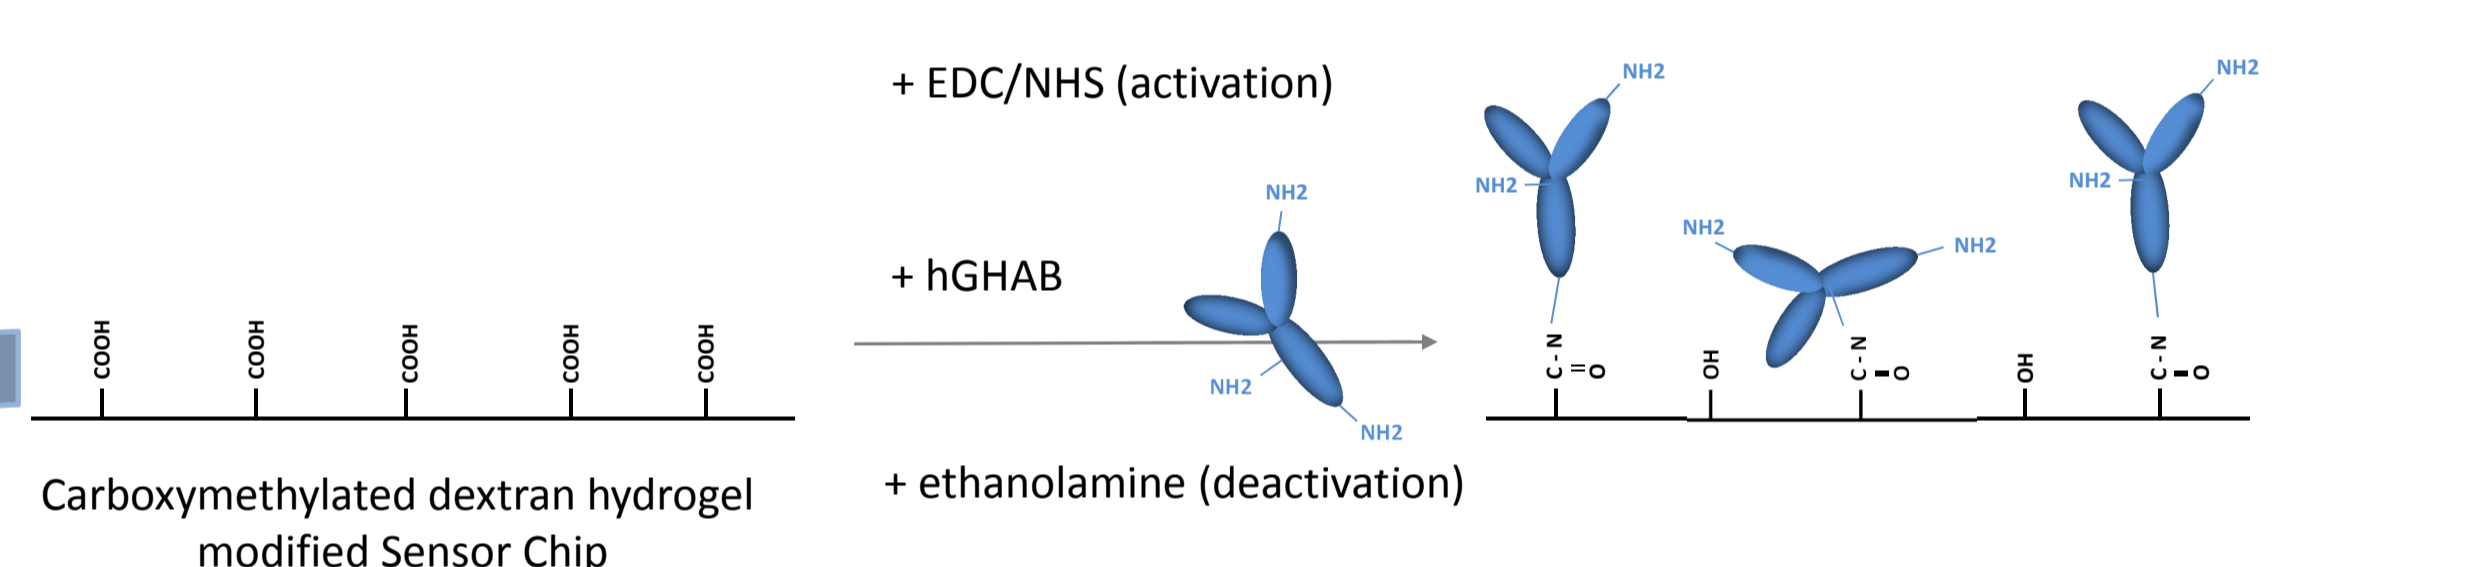 COOH
COOH
COOH
COOH
COOH
Carboxymethylated dextran hydrogel
modified Sensor Chip
+ EDC/NHS (activation)
+ hGHAB
+ ethanolamine (deactivation)
NH2
NH2
NH2
NH2
NH2
C - N
= O
OH
NH2
NH2
C - N
= O
OH
NH2
NH2
C - N
= O